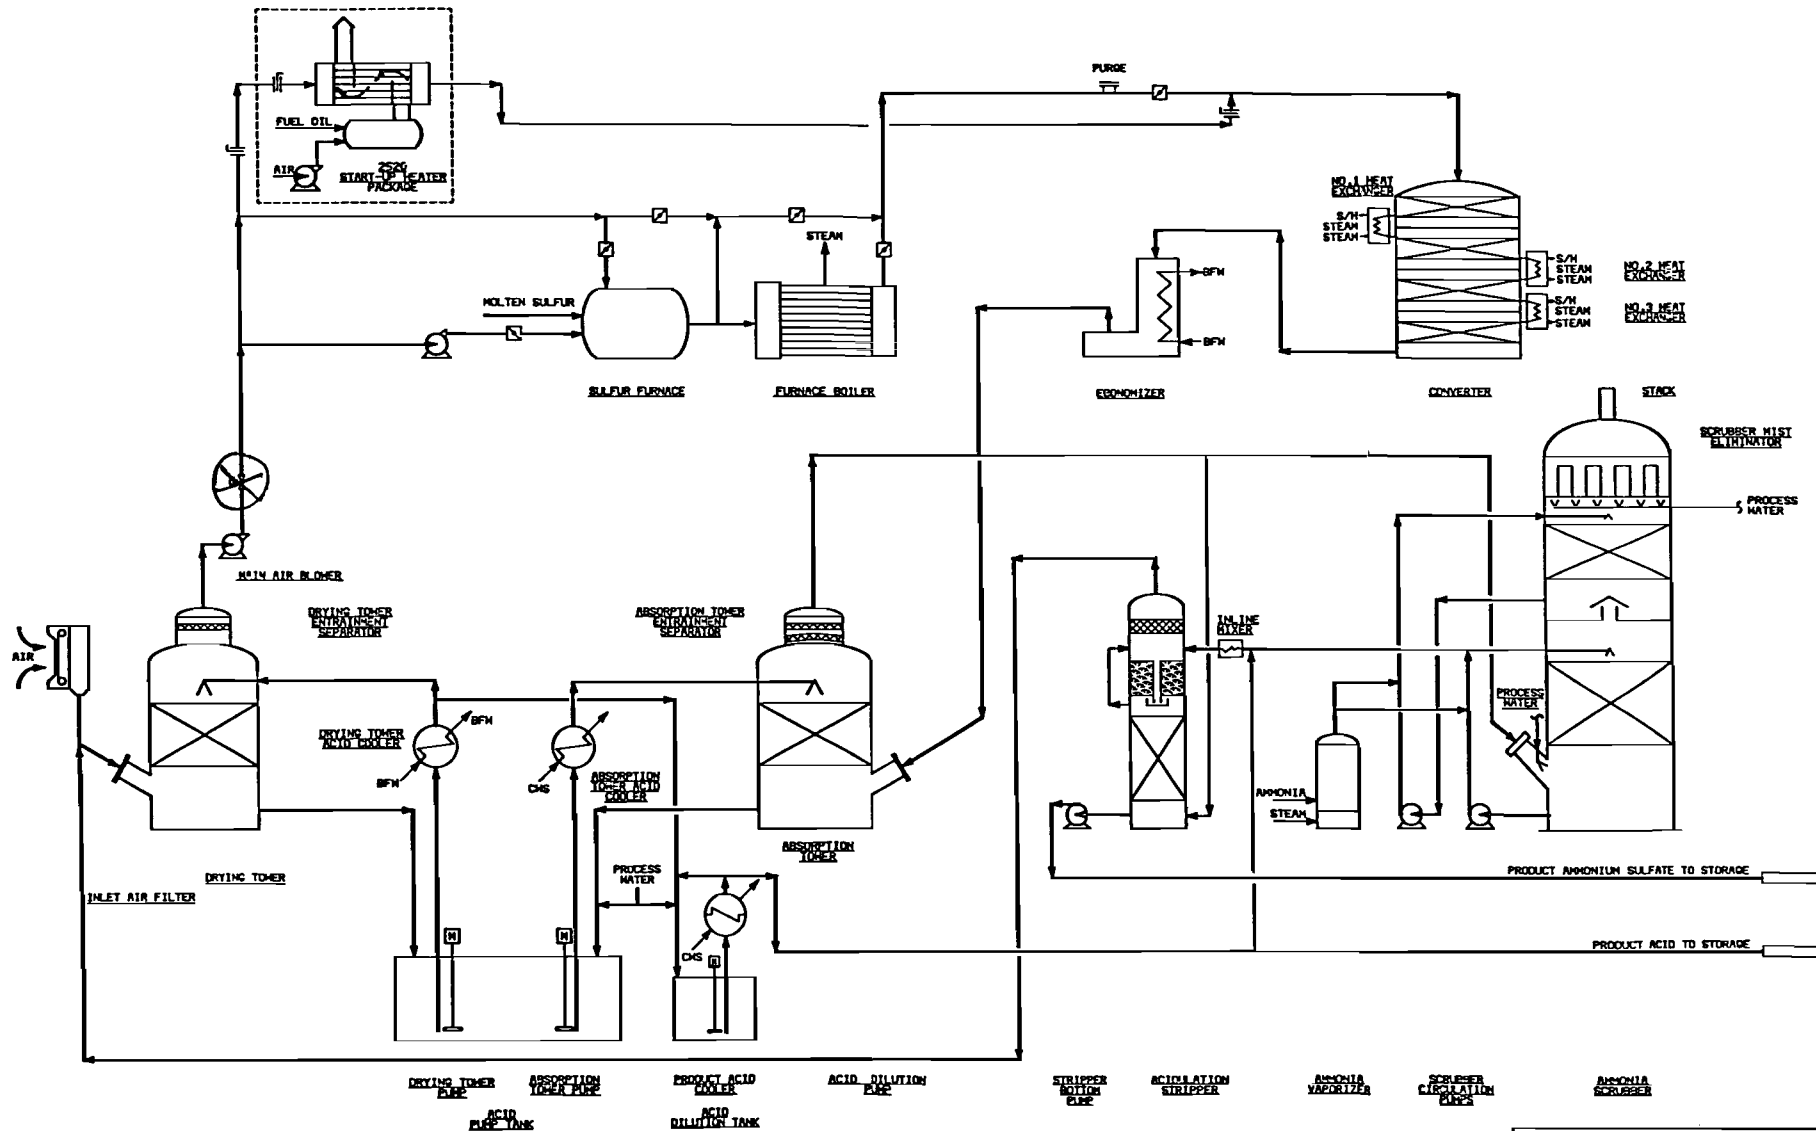 PURGE
FUEL OIL
AIR
252G
START-UP HEATER
PACKAGE
NO.1 HEAT
EXCHANGER
S/H
STEAM
STEAM
S/H
STEAM
STEAM
NO.2 HEAT
EXCHANGER
S/H
STEAM
STEAM
NO.3 HEAT
EXCHANGER
STEAM
BFW
BFW
MOLTEN SULFUR
SULFUR FURNACE
FURNACE BOILER
ECONOMIZER
CONVERTER
STACK
SCRUBBER MIST
ELIMINATOR
PROCESS
WATER
MAIN AIR BLOWER
DRYING TOWER
ENTRAINMENT
SEPARATOR
ABSORPTION TOWER
ENTRAINMENT
SEPARATOR
INLINE
MIXER
AIR
PROCESS
WATER
DRYING TOWER
ACID COOLER
BFW
BFW
CWS
ABSORPTION
TOWER ACID
COOLER
AMMONIA
STEAM
ABSORPTION
TOWER
DRYING TOWER
INLET AIR FILTER
PROCESS
WATER
PRODUCT AMMONIUM SULFATE TO STORAGE
M
M
CWS
M
PRODUCT ACID TO STORAGE
DRYING TOWER
PUMP
ABSORPTION
TOWER PUMP
PRODUCT ACID
COOLER
ACID DILUTION
PUMP
STRIPPER
BOTTOM
PUMP
ACIDULATION
STRIPPER
AMMONIA
VAPORIZER
SCRUBBER
CIRCULATION
PUMPS
AMMONIA
SCRUBBER
ACID
PUMP TANK
ACID
DILUTION TANK